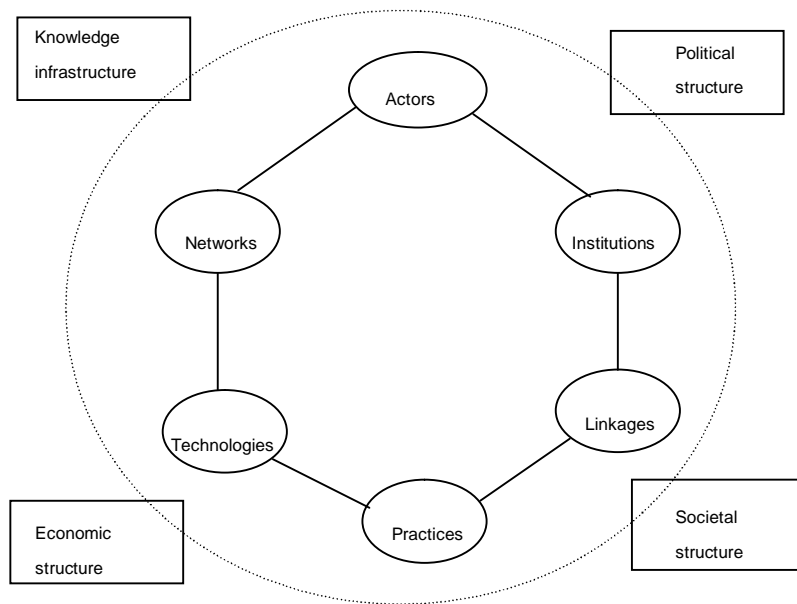 Knowledge
infrastructure
Political
structure
Actors
Networks
Institutions
Technologies
Linkages
Practices
Economic
structure
Societal
structure